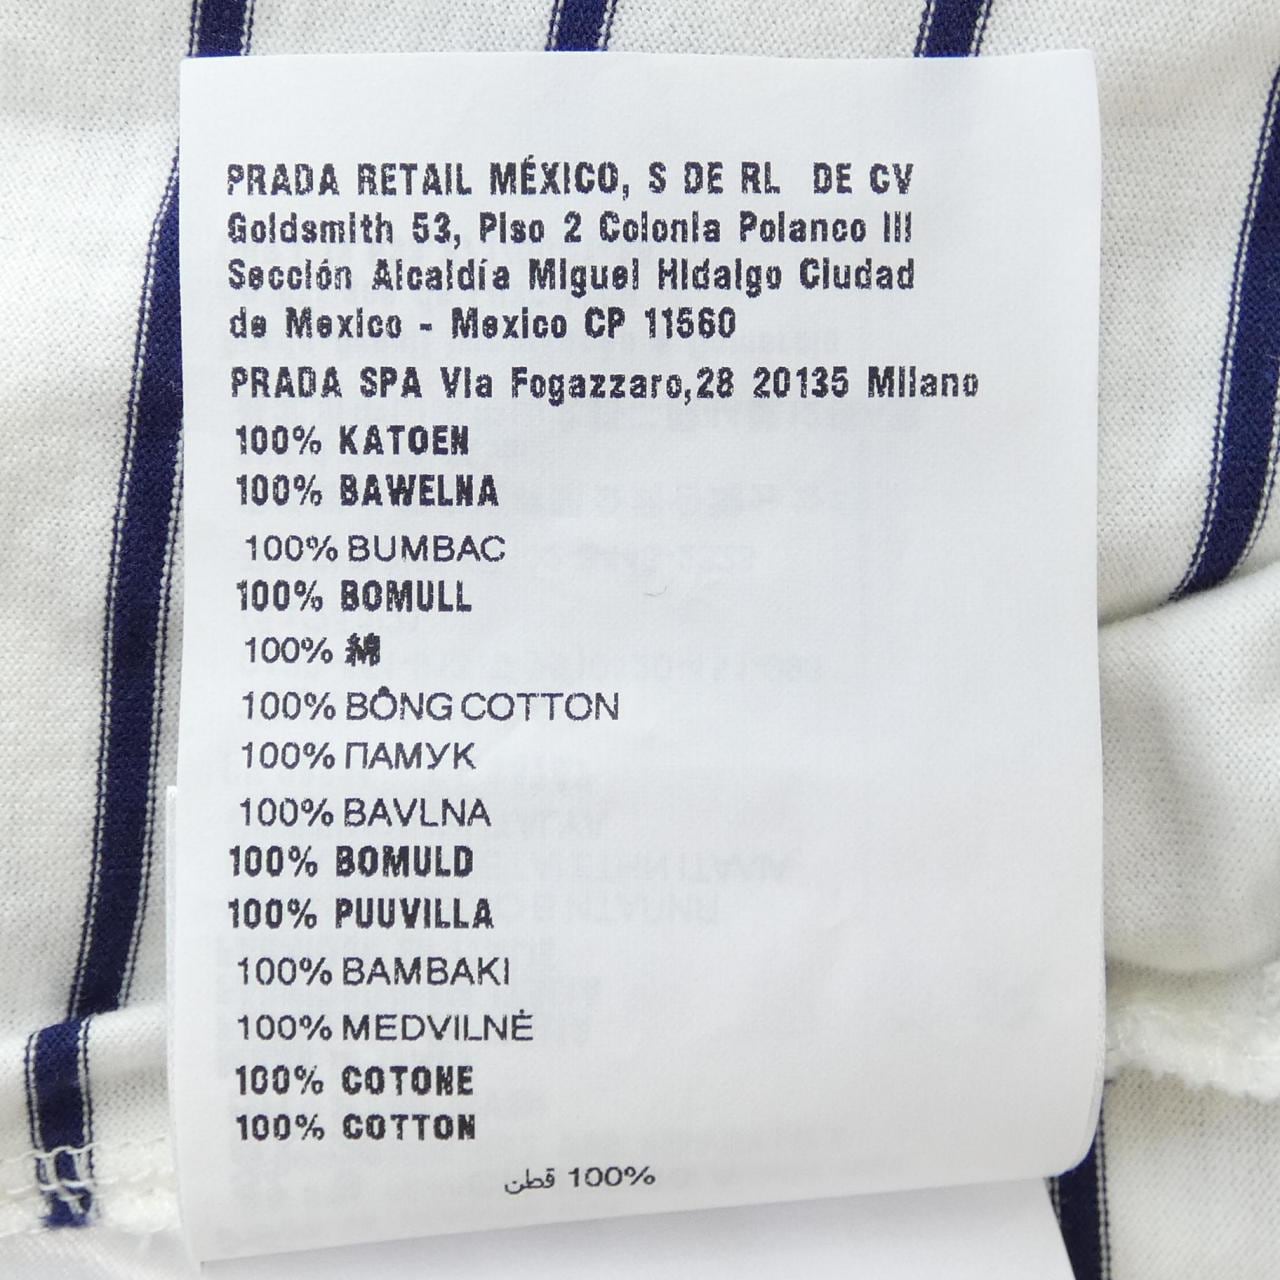 PRADA RETAIL MÉXICO, S DE RL DE CV
Goldsmith 53, Piso 2 Colonia Polanco III
Sección Alcaldía Miguel Hidalgo Ciudad
de Mexico - Mexico CP 11560
PRADA SPA Via Fogazzaro,28 20135 Milano
100% KATOEN
100% BAWELNA
100% BUMBAC
100% BOMULL
100% 綿
100% BÔNG COTTON
100% ПАМУК
100% BAVLNA
100% BOMULD
100% PUUVILLA
100% BAMBAKI
100% MEDVILNĖ
100% COTONE
100% COTTON
100% قطن